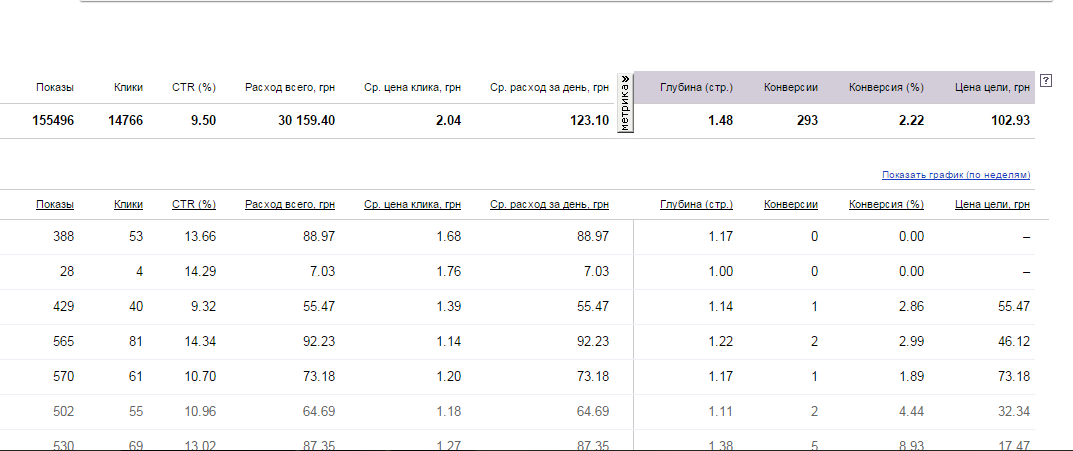 Показы Клики CTR (%) Расход всего, грн Ср. цена клика, грн Ср. расход за день, грн метрика » Глубина (стр.) Конверсии Конверсия (%) Цена цели, грн ?
155496 14766 9.50 30 159.40 2.04 123.10 1.48 293 2.22 102.93
Показать график (по неделям)
Показы Клики CTR (%) Расход всего, грн Ср. цена клика, грн Ср. расход за день, грн Глубина (стр.) Конверсии Конверсия (%) Цена цели, грн
388 53 13.66 88.97 1.68 88.97 1.17 0 0.00 –
28 4 14.29 7.03 1.76 7.03 1.00 0 0.00 –
429 40 9.32 55.47 1.39 55.47 1.14 1 2.86 55.47
565 81 14.34 92.23 1.14 92.23 1.22 2 2.99 46.12
570 61 10.70 73.18 1.20 73.18 1.17 1 1.89 73.18
502 55 10.96 64.69 1.18 64.69 1.11 2 4.44 32.34
530 69 13.02 87.35 1.27 87.35 1.38 5 8.93 17.47